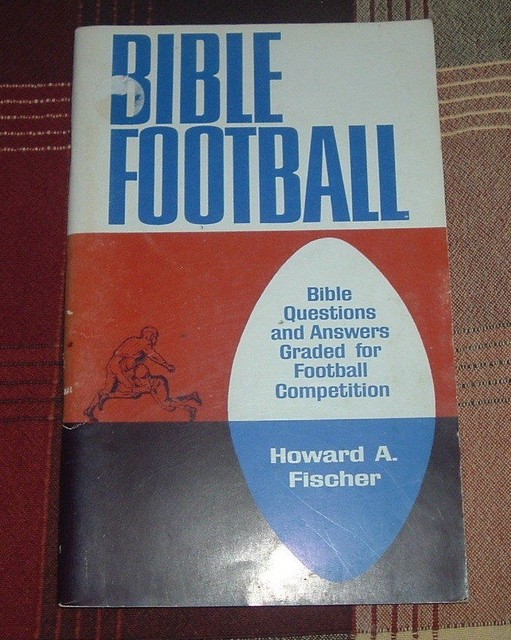 BIBLE
FOOTBALL
Bible
Questions
and Answers
Graded for
Football
Competition
Howard A.
Fischer